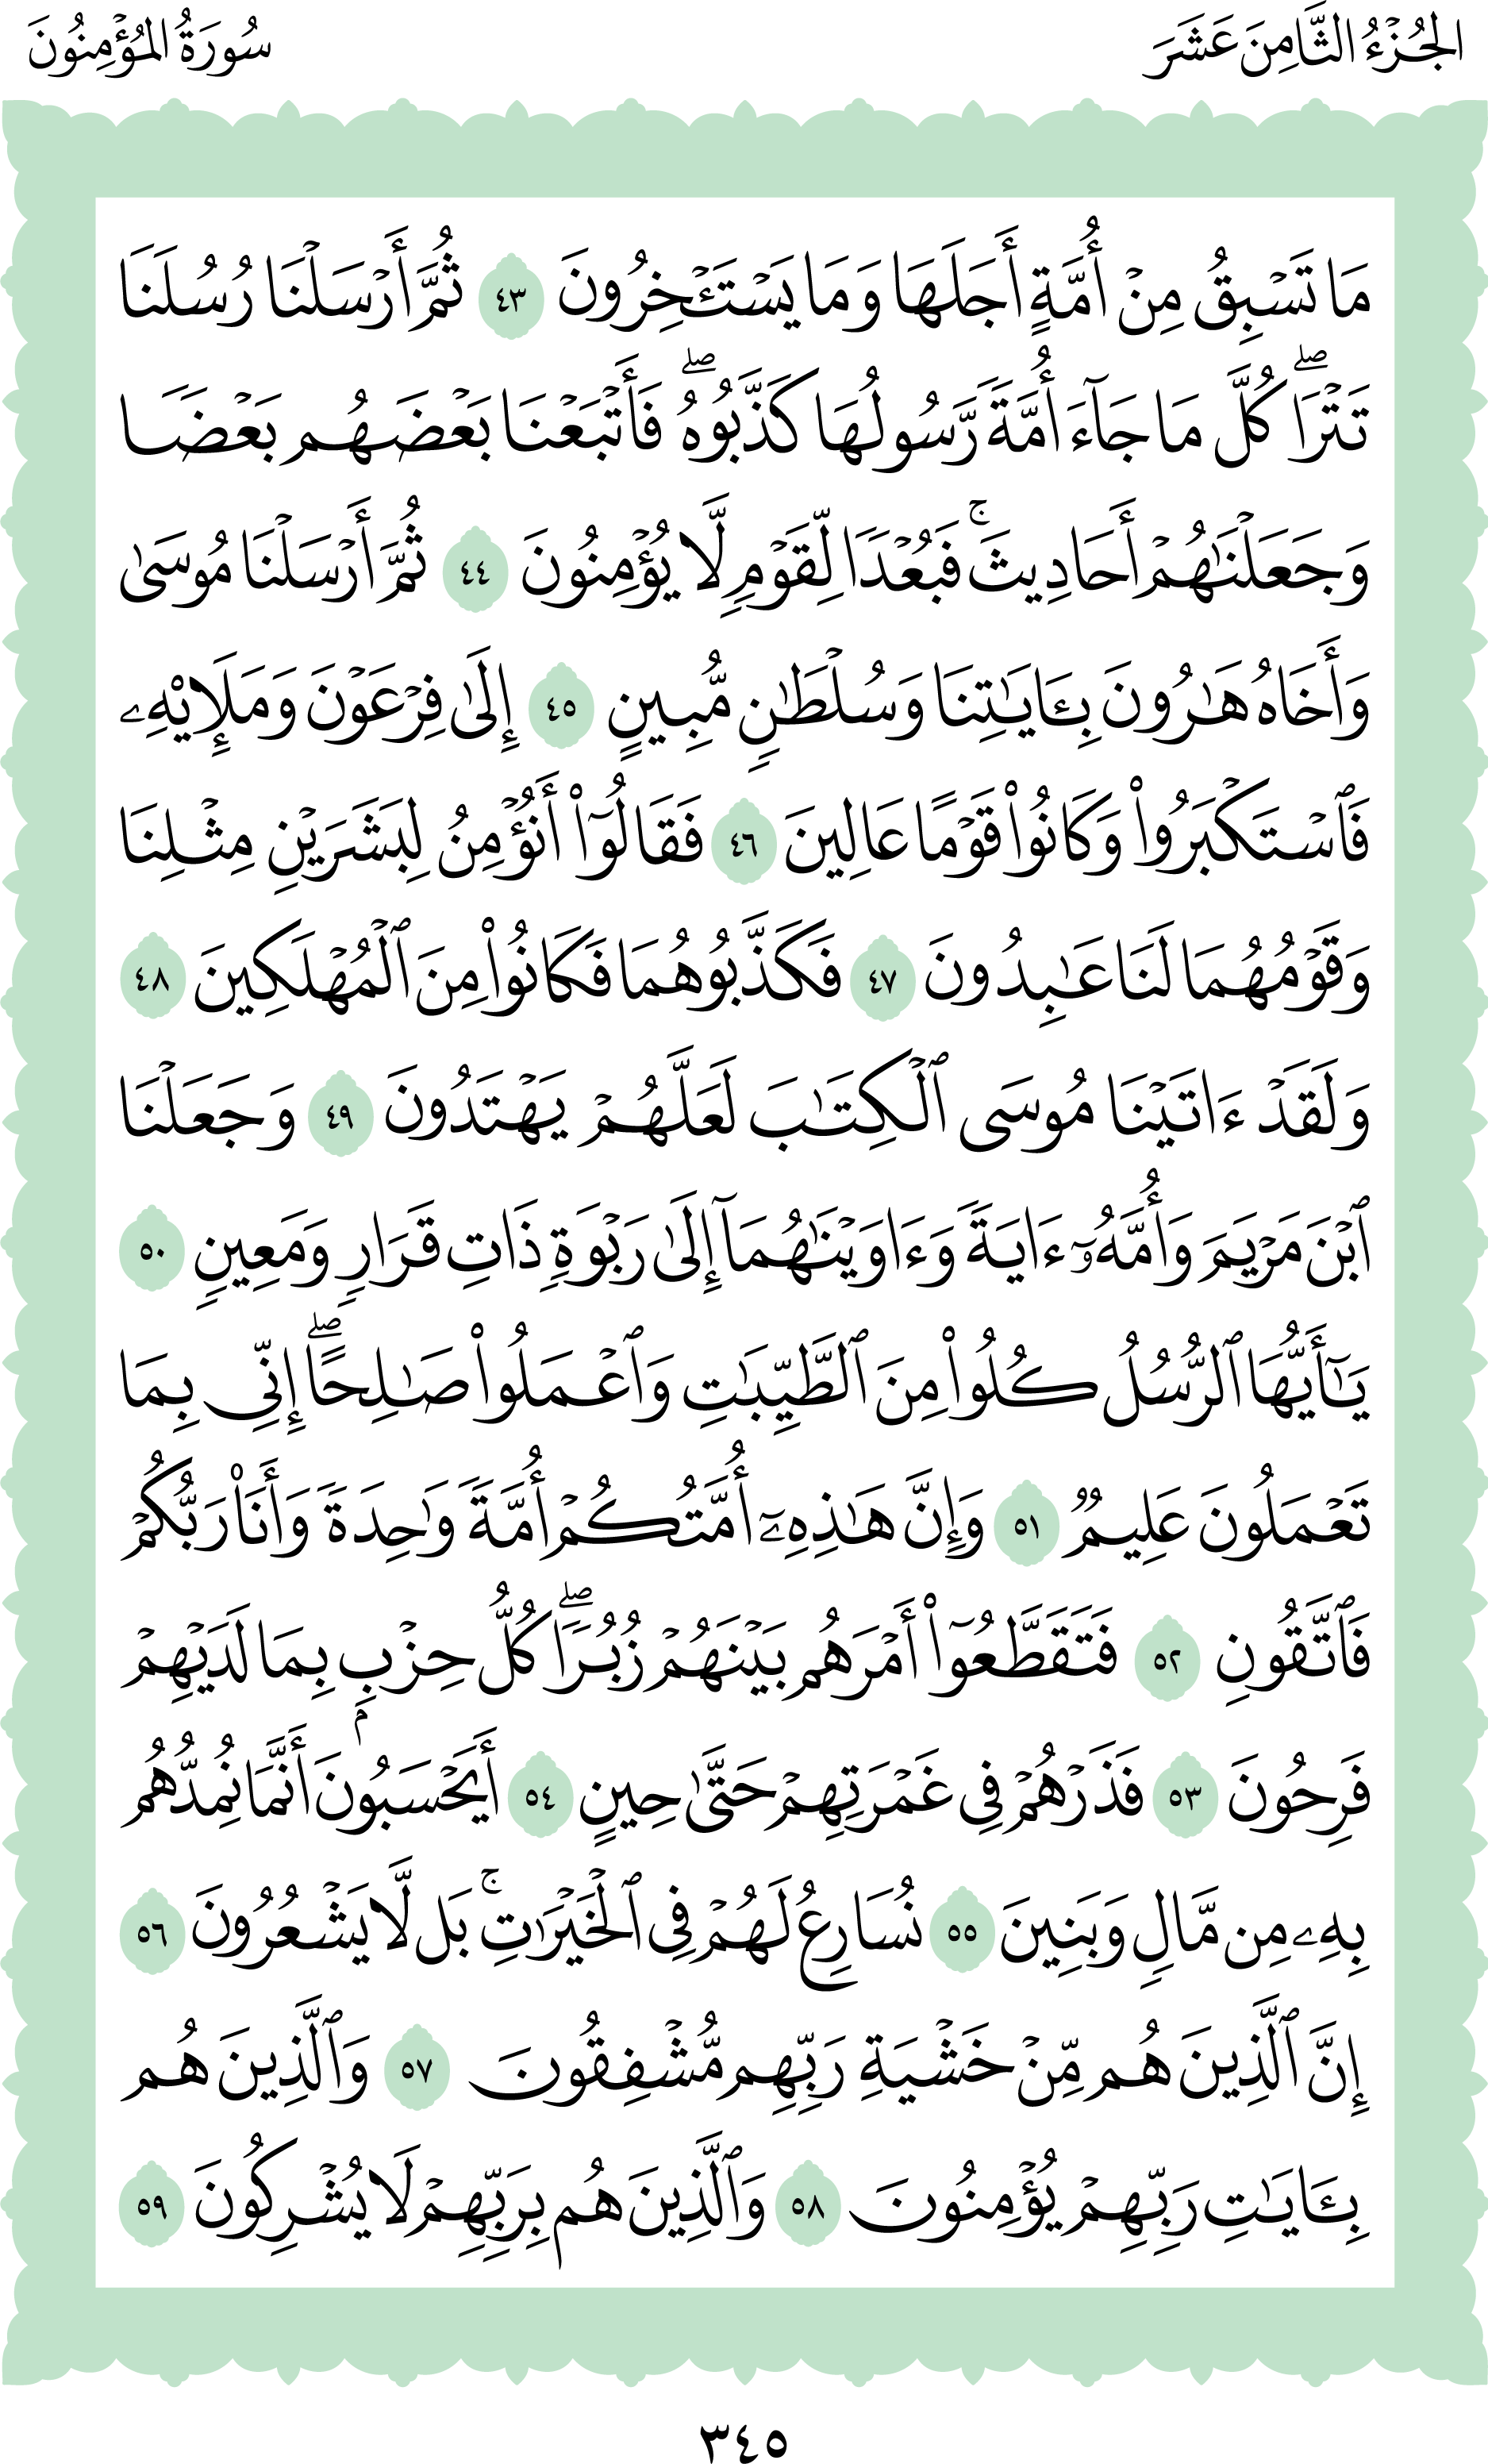 الجُزْءُ الثَّامِنَ عَشَرَ
سُورَةُ المُؤْمِنُونَ
مَا تَسۡبِقُ مِنۡ أُمَّةٍ أَجَلَهَا وَمَا يَسۡتَـٔۡخِرُونَ ٤٣ ثُمَّ أَرۡسَلۡنَا رُسُلَنَا
تَتۡرَاۖ كُلَّ مَا جَآءَ أُمَّةٗ رَّسُولُهَا كَذَّبُوهُۖ فَأَتۡبَعۡنَا بَعۡضَهُم بَعۡضٗا
وَجَعَلۡنَٰهُمۡ أَحَادِيثَۚ فَبُعۡدٗا لِّقَوۡمٖ لَّا يُؤۡمِنُونَ ٤٤ ثُمَّ أَرۡسَلۡنَا مُوسَىٰ
وَأَخَاهُ هَٰرُونَ بِـَٔايَٰتِنَا وَسُلۡطَٰنٖ مُّبِينٍ ٤٥ إِلَىٰ فِرۡعَوۡنَ وَمَلَإِيْهِۦ
فَٱسۡتَكۡبَرُواْ وَكَانُواْ قَوۡمًا عَالِينَ ٤٦ فَقَالُوٓاْ أَنُؤۡمِنُ لِبَشَرَيۡنِ مِثۡلِنَا
وَقَوۡمُهُمَا لَنَا عَٰبِدُونَ ٤٧ فَكَذَّبُوهُمَا فَكَانُواْ مِنَ ٱلۡمُهۡلَكِينَ ٤٨
وَلَقَدۡ ءَاتَيۡنَا مُوسَى ٱلۡكِتَٰبَ لَعَلَّهُمۡ يَهۡتَدُونَ ٤٩ وَجَعَلۡنَا
ٱبۡنَ مَرۡيَمَ وَأُمَّهُۥٓ ءَايَةٗ وَءَاوَيۡنَٰهُمَآ إِلَىٰ رَبۡوَةٖ ذَاتِ قَرَارٖ وَمَعِينٖ ٥٠
يَٰٓأَيُّهَا ٱلرُّسُلُ كُلُواْ مِنَ ٱلطَّيِّبَٰتِ وَٱعۡمَلُواْ صَٰلِحًاۖ إِنِّي بِمَا
تَعۡمَلُونَ عَلِيمٞ ٥١ وَإِنَّ هَٰذِهِۦٓ أُمَّتُكُمۡ أُمَّةٗ وَٰحِدَةٗ وَأَنَا۠ رَبُّكُمۡ
فَٱتَّقُونِ ٥٢ فَتَقَطَّعُوٓاْ أَمۡرَهُم بَيۡنَهُمۡ زُبُرٗاۖ كُلُّ حِزۡبِۭ بِمَا لَدَيۡهِمۡ
فَرِحُونَ ٥٣ فَذَرۡهُمۡ فِي غَمۡرَتِهِمۡ حَتَّىٰ حِينٍ ٥٤ أَيَحۡسَبُونَ أَنَّمَا نُمِدُّهُم
بِهِۦ مِن مَّالٖ وَبَنِينَ ٥٥ نُسَارِعُ لَهُمۡ فِي ٱلۡخَيۡرَٰتِۚ بَل لَّا يَشۡعُرُونَ ٥٦
إِنَّ ٱلَّذِينَ هُم مِّنۡ خَشۡيَةِ رَبِّهِم مُّشۡفِقُونَ ٥٧ وَٱلَّذِينَ هُم
بِـَٔايَٰتِ رَبِّهِمۡ يُؤۡمِنُونَ ٥٨ وَٱلَّذِينَ هُم بِرَبِّهِمۡ لَا يُشۡرِكُونَ ٥٩
٣٤٥